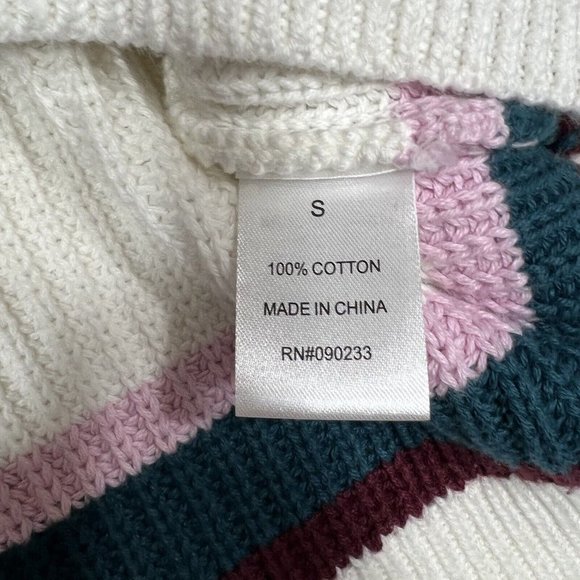 S
100% COTTON
MADE IN CHINA
RN#090233